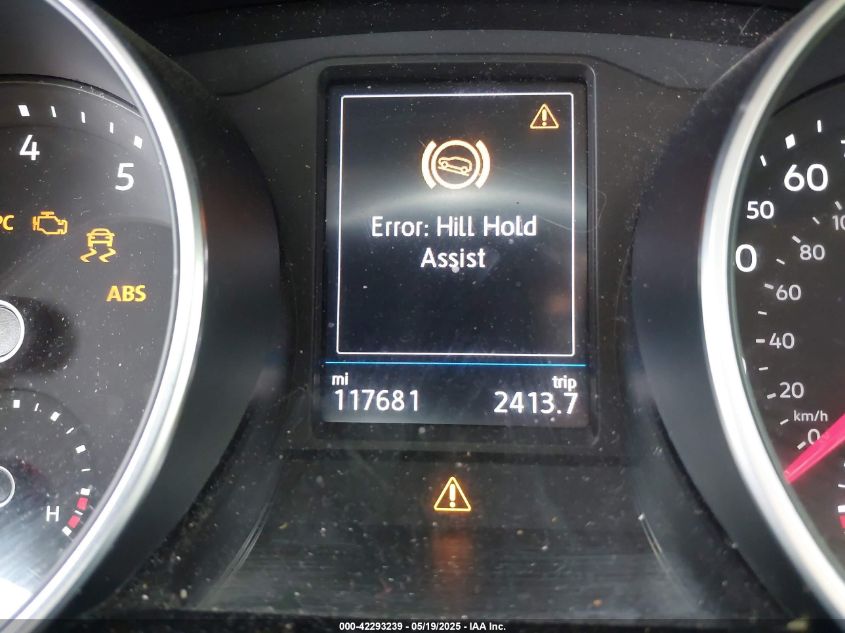 4
5
PC
ABS
H
Error: Hill Hold
Assist
mi
trip
117681
2413.7
60
50
80
60
40
20
km/h
0
000-42293239 - 05/19/2025 - IAA Inc.